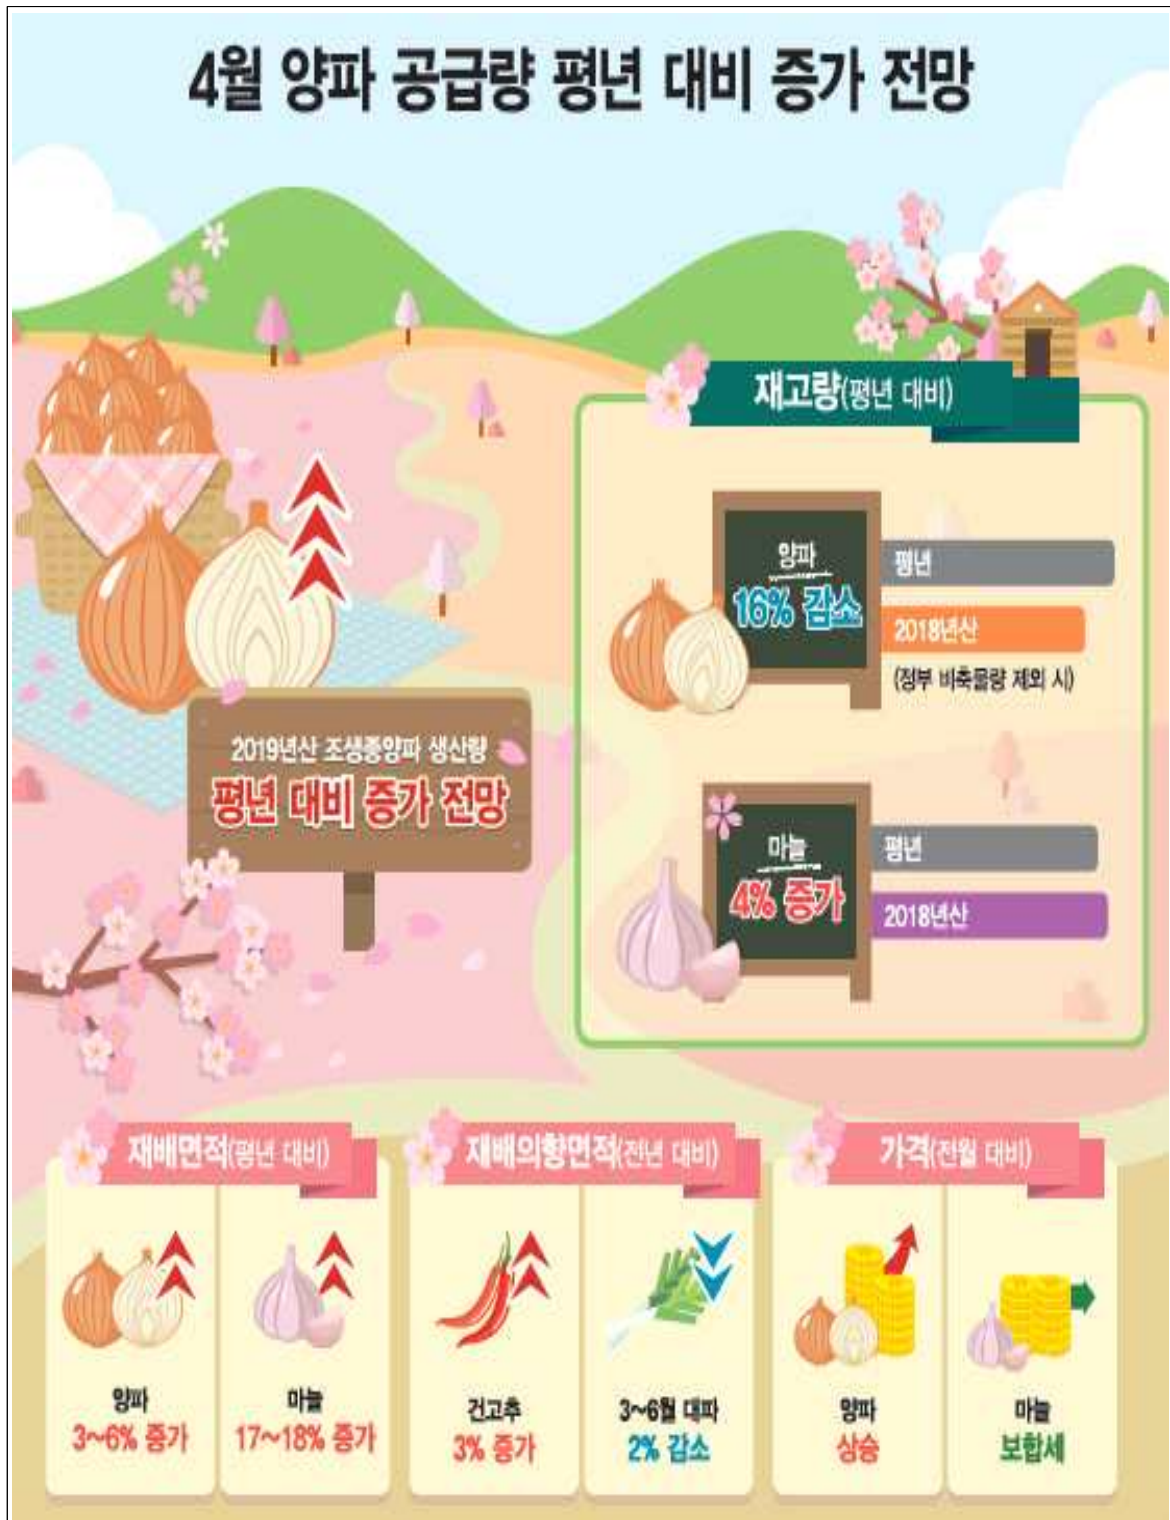 4월 양파 공급량 평년 대비 증가 전망
재고량(평년 대비)
양파
16% 감소
평년
2018년산
(정부 비축물량 제외 시)
2019년산 조생종양파 생산량
평년 대비 증가 전망
마늘
4% 증가
평년
2018년산
재배면적(평년 대비)
양파
3~6% 증가
마늘
17~18% 증가
재배의향면적(전년 대비)
건고추
3% 증가
3~6월 대파
2% 감소
가격(전월 대비)
양파
상승
마늘
보합세